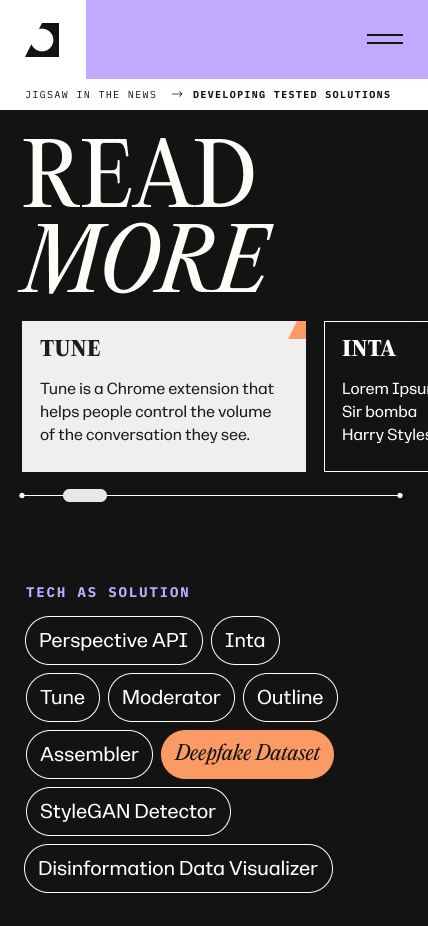 JIGSAW IN THE NEWS → DEVELOPING TESTED SOLUTIONS
READ
MORE
TUNE
Tune is a Chrome extension that
helps people control the volume
of the conversation they see.
INTA
Lorem Ipsu
Sir bomba
Harry Styles
TECH AS SOLUTION
Perspective API Inta
Tune Moderator Outline
Assembler Deepfake Dataset
StyleGAN Detector
Disinformation Data Visualizer